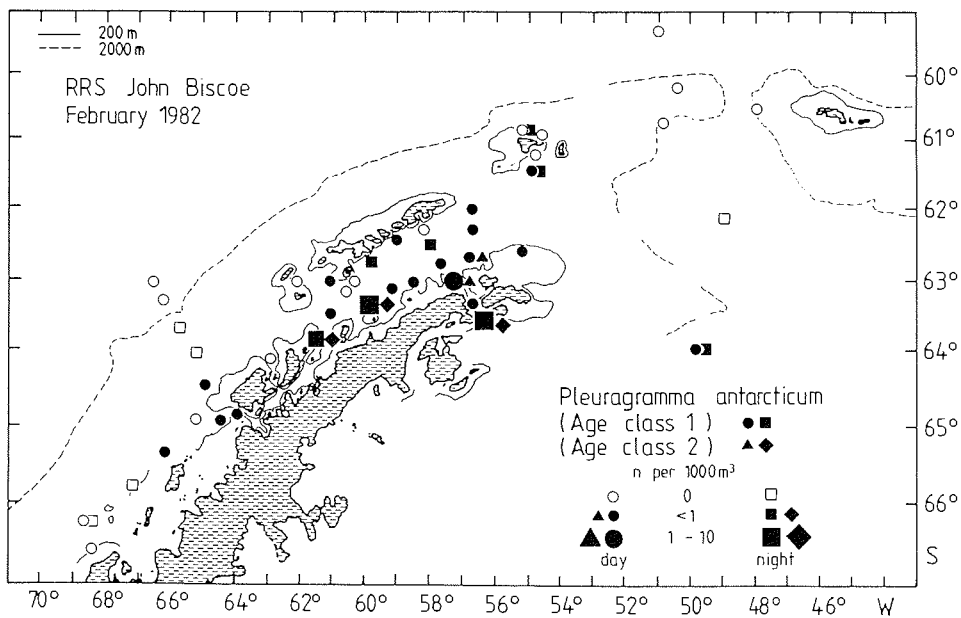 200 m
2000 m
RRS John Biscoe
February 1982
60°
61°
62°
63°
64°
65°
66°
S
Pleuragramma antarcticum
(Age class 1)
(Age class 2)
n per 1000m³
0
<1
1 - 10
day night
70° 68° 66° 64° 62° 60° 58° 56° 54° 52° 50° 48° 46° W